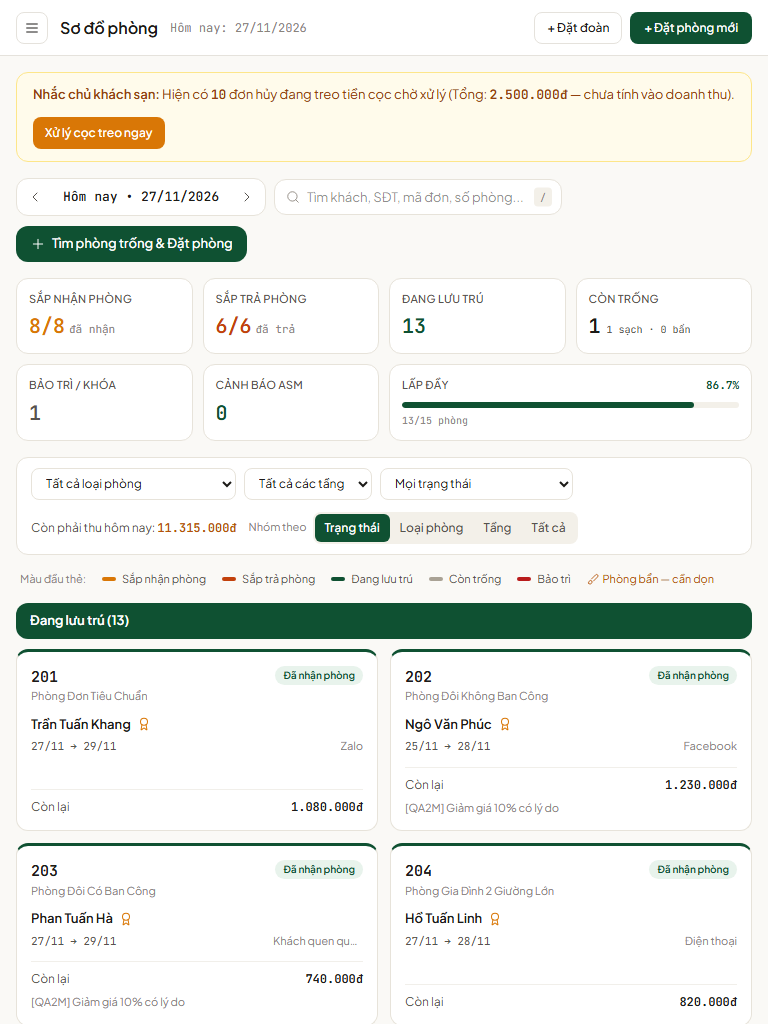 Sơ đồ phòng Hôm nay: 27/11/2026 +Đặt đoàn +Đặt phòng mới
Nhắc chủ khách sạn: Hiện có 10 đơn hủy đang treo tiền cọc chờ xử lý (Tổng: 2.500.000đ — chưa tính vào doanh thu).
Xử lý cọc treo ngay
Hôm nay • 27/11/2026 Tìm khách, SĐT, mã đơn, số phòng... /
Tìm phòng trống & Đặt phòng
SẮP NHẬN PHÒNG SẮP TRẢ PHÒNG ĐANG LƯU TRÚ CÒN TRỐNG
8/8 đã nhận 6/6 đã trả 13 1 1 sạch · 0 bẩn
BẢO TRÌ / KHÓA CẢNH BÁO ASM LẤP ĐẦY 86.7%
1 0 13/15 phòng
Tất cả loại phòng Tất cả các tầng Mọi trạng thái
Còn phải thu hôm nay: 11.315.000đ Nhóm theo Trạng thái Loại phòng Tầng Tất cả
Màu đầu thẻ: Sắp nhận phòng Sắp trả phòng Đang lưu trú Còn trống Bảo trì Phòng bẩn — cần dọn
Đang lưu trú (13)
201 Đã nhận phòng
Phòng Đơn Tiêu Chuẩn
Trần Tuấn Khang
27/11 → 29/11 Zalo
Còn lại 1.080.000đ
202 Đã nhận phòng
Phòng Đôi Không Ban Công
Ngô Văn Phúc
25/11 → 28/11 Facebook
Còn lại 1.230.000đ
[QA2M] Giảm giá 10% có lý do
203 Đã nhận phòng
Phòng Đôi Có Ban Công
Phan Tuấn Hà
27/11 → 29/11 Khách quen qu...
Còn lại 740.000đ
[QA2M] Giảm giá 10% có lý do
204 Đã nhận phòng
Phòng Gia Đình 2 Giường Lớn
Hồ Tuấn Linh
27/11 → 28/11 Điện thoại
Còn lại 820.000đ